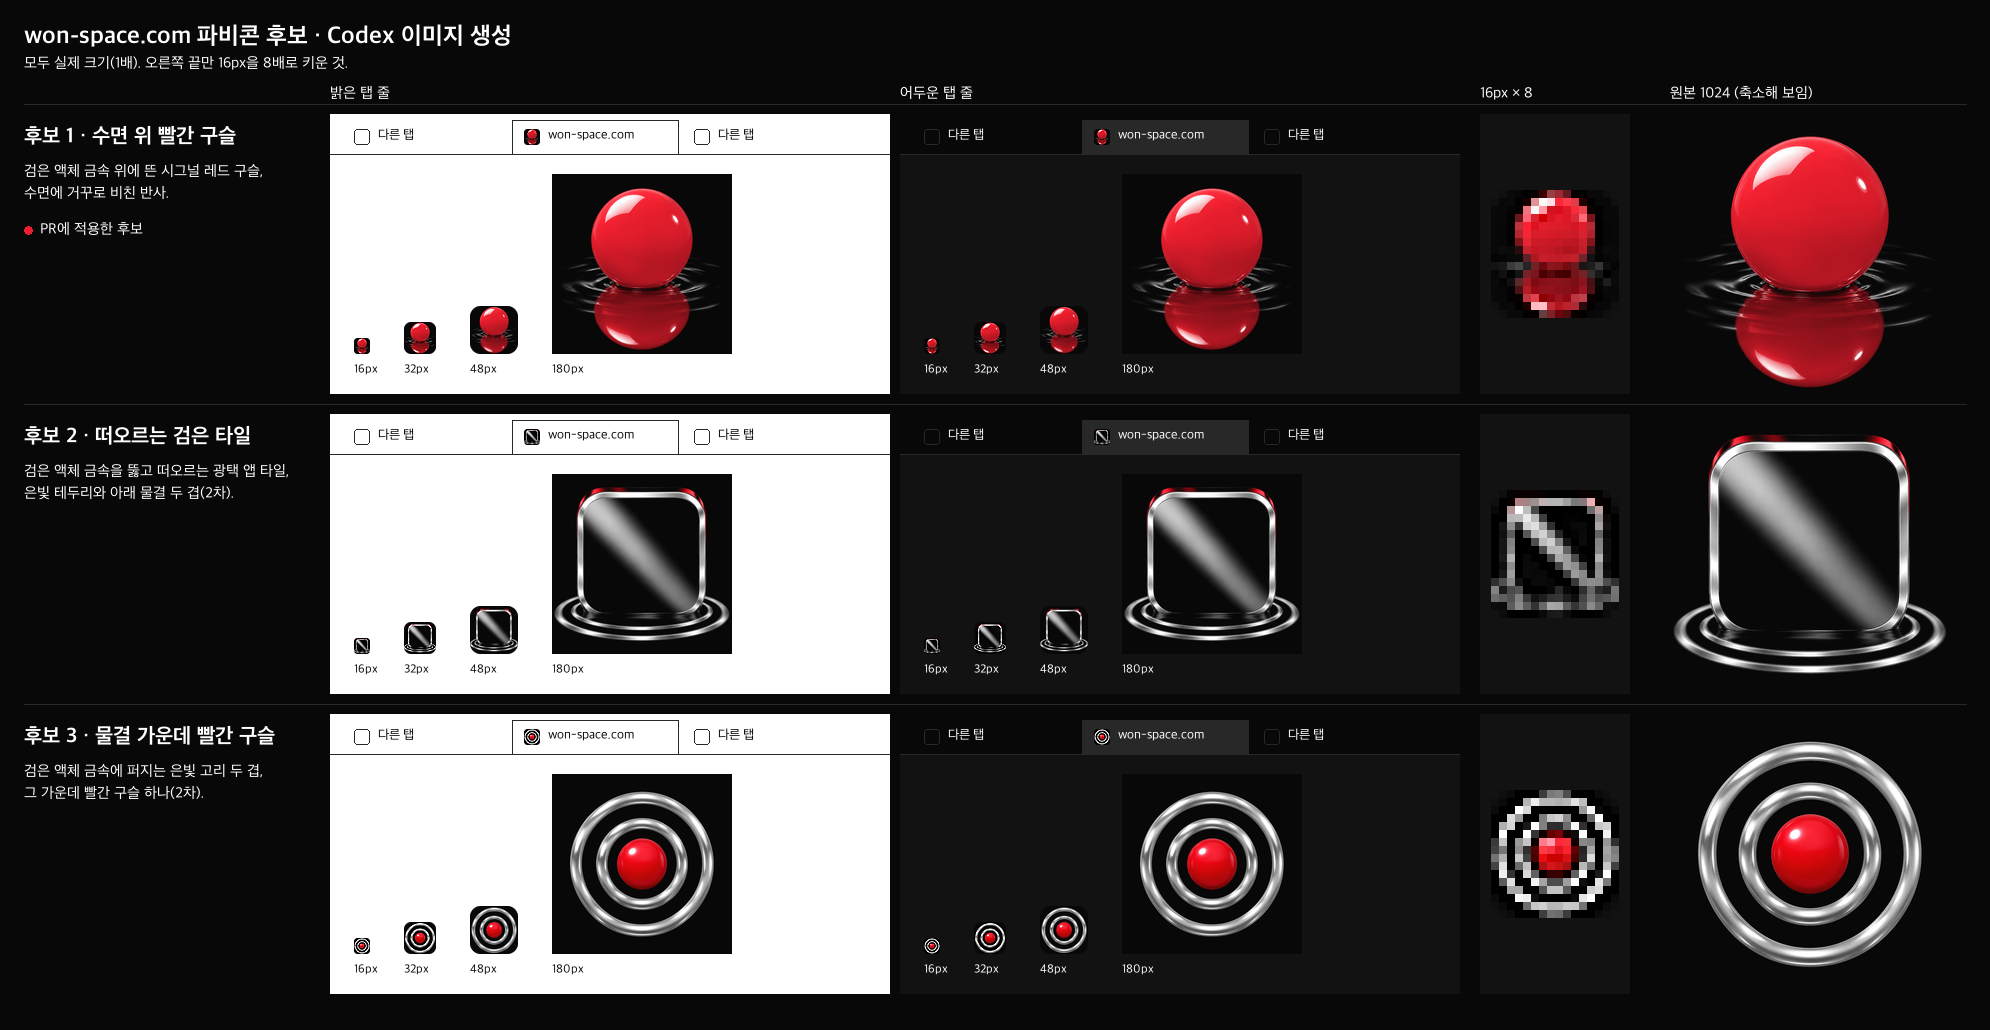 won-space.com 파비콘 후보 · Codex 이미지 생성
모두 실제 크기(1배). 오른쪽 끝만 16px을 8배로 키운 것.
밝은 탭 줄
어두운 탭 줄
16px × 8
원본 1024 (축소해 보임)
후보 1 · 수면 위 빨간 구슬
검은 액체 금속 위에 뜬 시그널 레드 구슬,
수면에 거꾸로 비친 반사.
PR에 적용한 후보
다른 탭
won-space.com
다른 탭
16px
32px
48px
180px
다른 탭
won-space.com
다른 탭
16px
32px
48px
180px
후보 2 · 떠오르는 검은 타일
검은 액체 금속을 뚫고 떠오르는 광택 앱 타일,
은빛 테두리와 아래 물결 두 겹(2차).
다른 탭
won-space.com
다른 탭
16px
32px
48px
180px
다른 탭
won-space.com
다른 탭
16px
32px
48px
180px
후보 3 · 물결 가운데 빨간 구슬
검은 액체 금속에 퍼지는 은빛 고리 두 겹,
그 가운데 빨간 구슬 하나(2차).
다른 탭
won-space.com
다른 탭
16px
32px
48px
180px
다른 탭
won-space.com
다른 탭
16px
32px
48px
180px